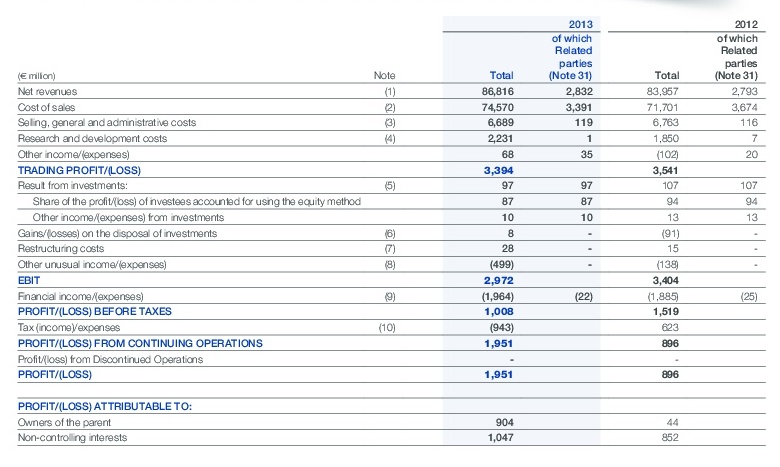 2013 2012
of which Related parties (Note 31) of which Related parties (Note 31)
(€ million) Note Total Total
Net revenues (1) 86,816 2,832 83,957 2,793
Cost of sales (2) 74,570 3,391 71,701 3,674
Selling, general and administrative costs (3) 6,689 119 6,763 116
Research and development costs (4) 2,231 1 1,850 7
Other income/(expenses) 68 35 (102) 20
TRADING PROFIT/(LOSS) 3,394 3,541
Result from investments: (5) 97 97 107 107
Share of the profit/(loss) of investees accounted for using the equity method 87 87 94 94
Other income/(expenses) from investments 10 10 13 13
Gains/(losses) on the disposal of investments (6) 8 - (91) -
Restructuring costs (7) 28 - 15 -
Other unusual income/(expenses) (8) (499) - (138) -
EBIT 2,972 3,404
Financial income/(expenses) (9) (1,964) (22) (1,885) (25)
PROFIT/(LOSS) BEFORE TAXES 1,008 1,519
Tax (income)/expenses (10) (943) 623
PROFIT/(LOSS) FROM CONTINUING OPERATIONS 1,951 896
Profit/(loss) from Discontinued Operations - -
PROFIT/(LOSS) 1,951 896
PROFIT/(LOSS) ATTRIBUTABLE TO:
Owners of the parent 904 44
Non-controlling interests 1,047 852